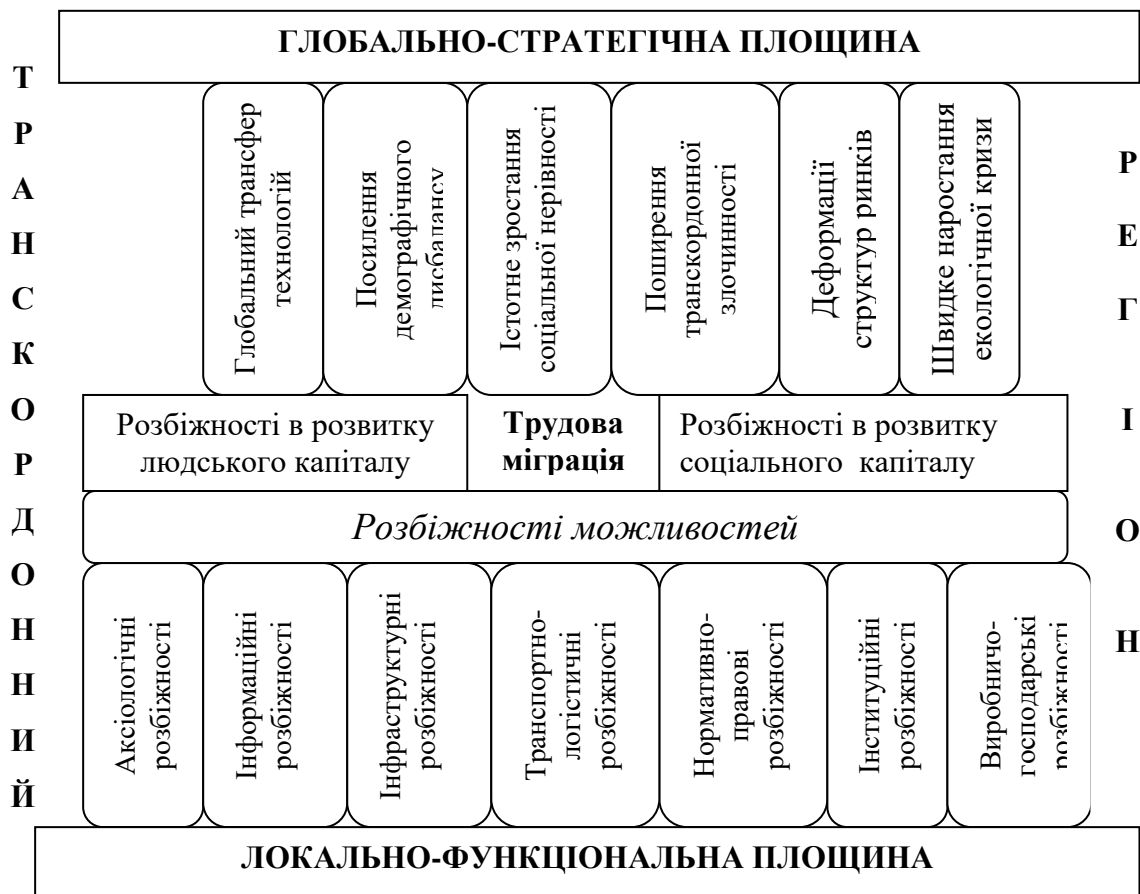 ГЛОБАЛЬНО-СТРАТЕГІЧНА ПЛОЩИНА
ТРАНСКОРДОННИЙ
Глобальний трансфер
технологій
Посилення
демографічного
дисбалансу
Істотне зростання
соціальної нерівності
Поширення
транскордонної
злочинності
Деформації
структур ринків
Швидке наростання
екологічної кризи
РЕГІОН
Розбіжності в розвитку
людського капіталу
Трудова
міграція
Розбіжності в розвитку
соціального капіталу
Розбіжності можливостей
Аксіологічні
розбіжності
Інформаційні
розбіжності
Інфраструктурні
розбіжності
Транспортно-
логістичні
розбіжності
Нормативно-
правові
розбіжності
Інституційні
розбіжності
Виробничо-
господарські
розбіжності
ЛОКАЛЬНО-ФУНКЦІОНАЛЬНА ПЛОЩИНА